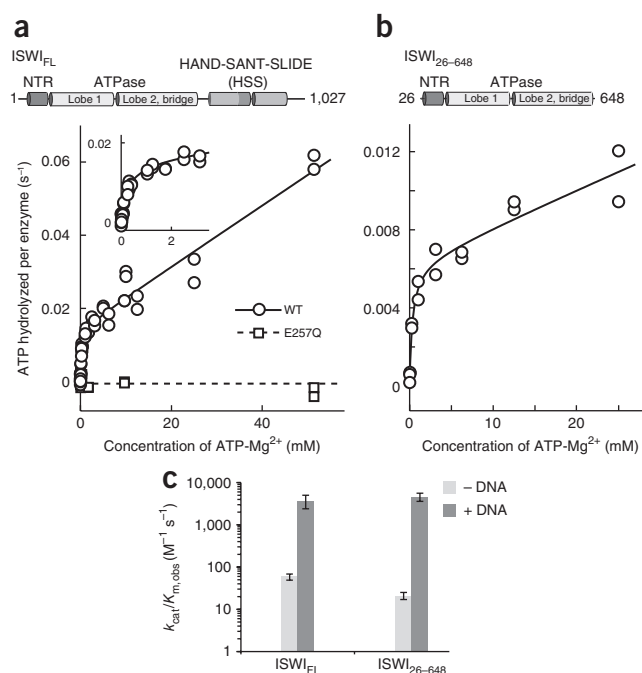 a
ISWI_FL
NTR ATPase HAND-SANT-SLIDE (HSS)
1 Lobe 1 Lobe 2, bridge 1,027
ATP hydrolyzed per enzyme (s⁻¹)
0.06
0.04
0.02
0
0.02
0
0 2
WT
E257Q
0 20 40
Concentration of ATP-Mg²⁺ (mM)
b
ISWI_26–648
NTR ATPase
26 Lobe 1 Lobe 2, bridge 648
0.012
0.008
0.004
0
0 10 20
Concentration of ATP-Mg²⁺ (mM)
c
k_cat/K_m,obs (M⁻¹ s⁻¹)
10,000
1,000
100
10
1
– DNA
+ DNA
ISWI_FL ISWI_26–648